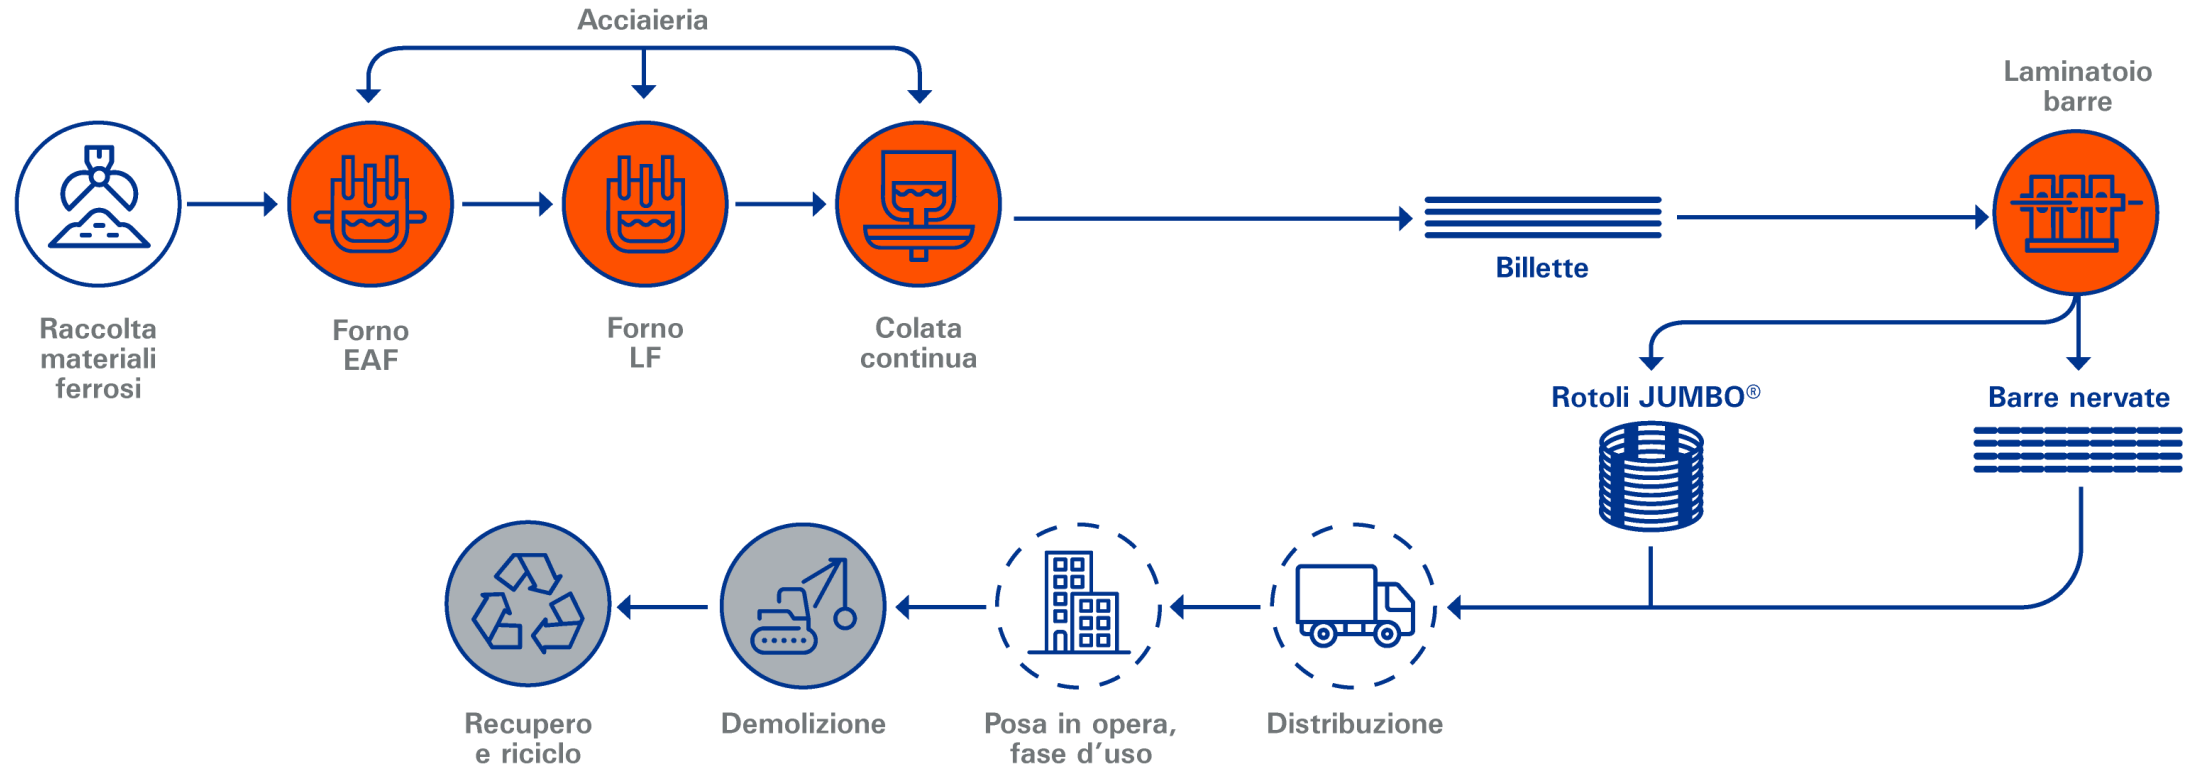 Acciaieria
Laminatoio
barre
Raccolta
materiali
ferrosi
Forno
EAF
Forno
LF
Colata
continua
Billette
Rotoli JUMBO®
Barre nervate
Recupero
e riciclo
Demolizione
Posa in opera,
fase d’uso
Distribuzione